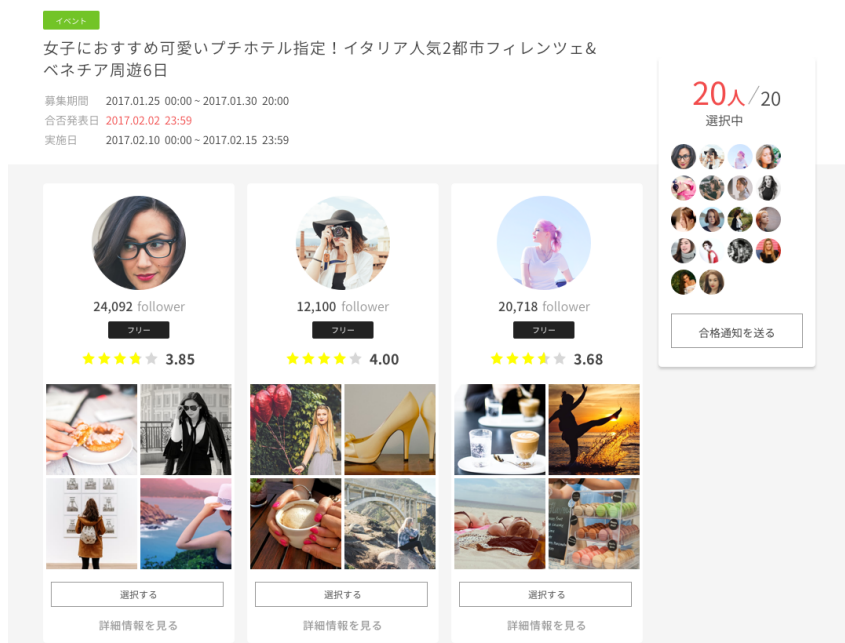 イベント
女子におすすめ可愛いプチホテル指定！イタリア人気2都市フィレンツェ&
ベネチア周遊6日
募集期間 2017.01.25 00:00 ~ 2017.01.30 20:00
合否発表日 2017.02.02 23:59
実施日 2017.02.10 00:00 ~ 2017.02.15 23:59
20人/20
選択中
合格通知を送る
24,092 follower
フリー
3.85
選択する
詳細情報を見る
12,100 follower
フリー
4.00
選択する
詳細情報を見る
20,718 follower
フリー
3.68
選択する
詳細情報を見る